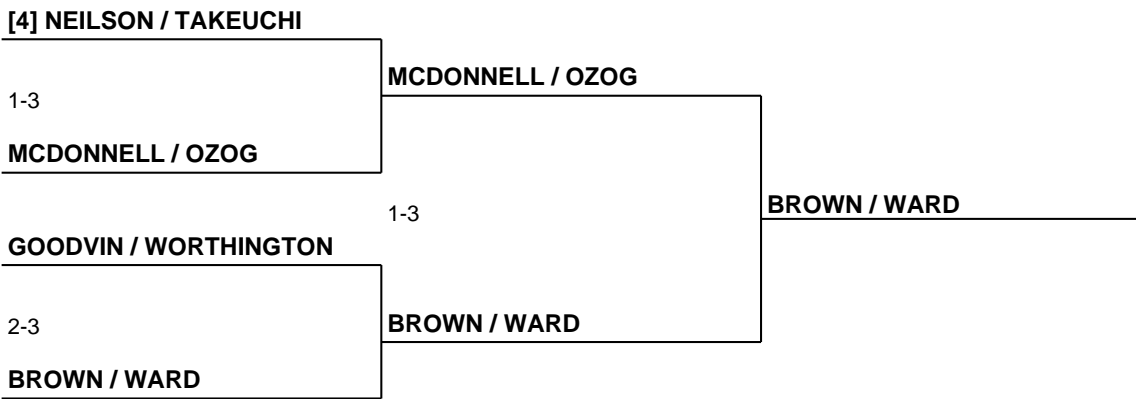 [4] NEILSON / TAKEUCHI
1-3
MCDONNELL / OZOG
MCDONNELL / OZOG
1-3
BROWN / WARD
GOODVIN / WORTHINGTON
2-3
BROWN / WARD
BROWN / WARD